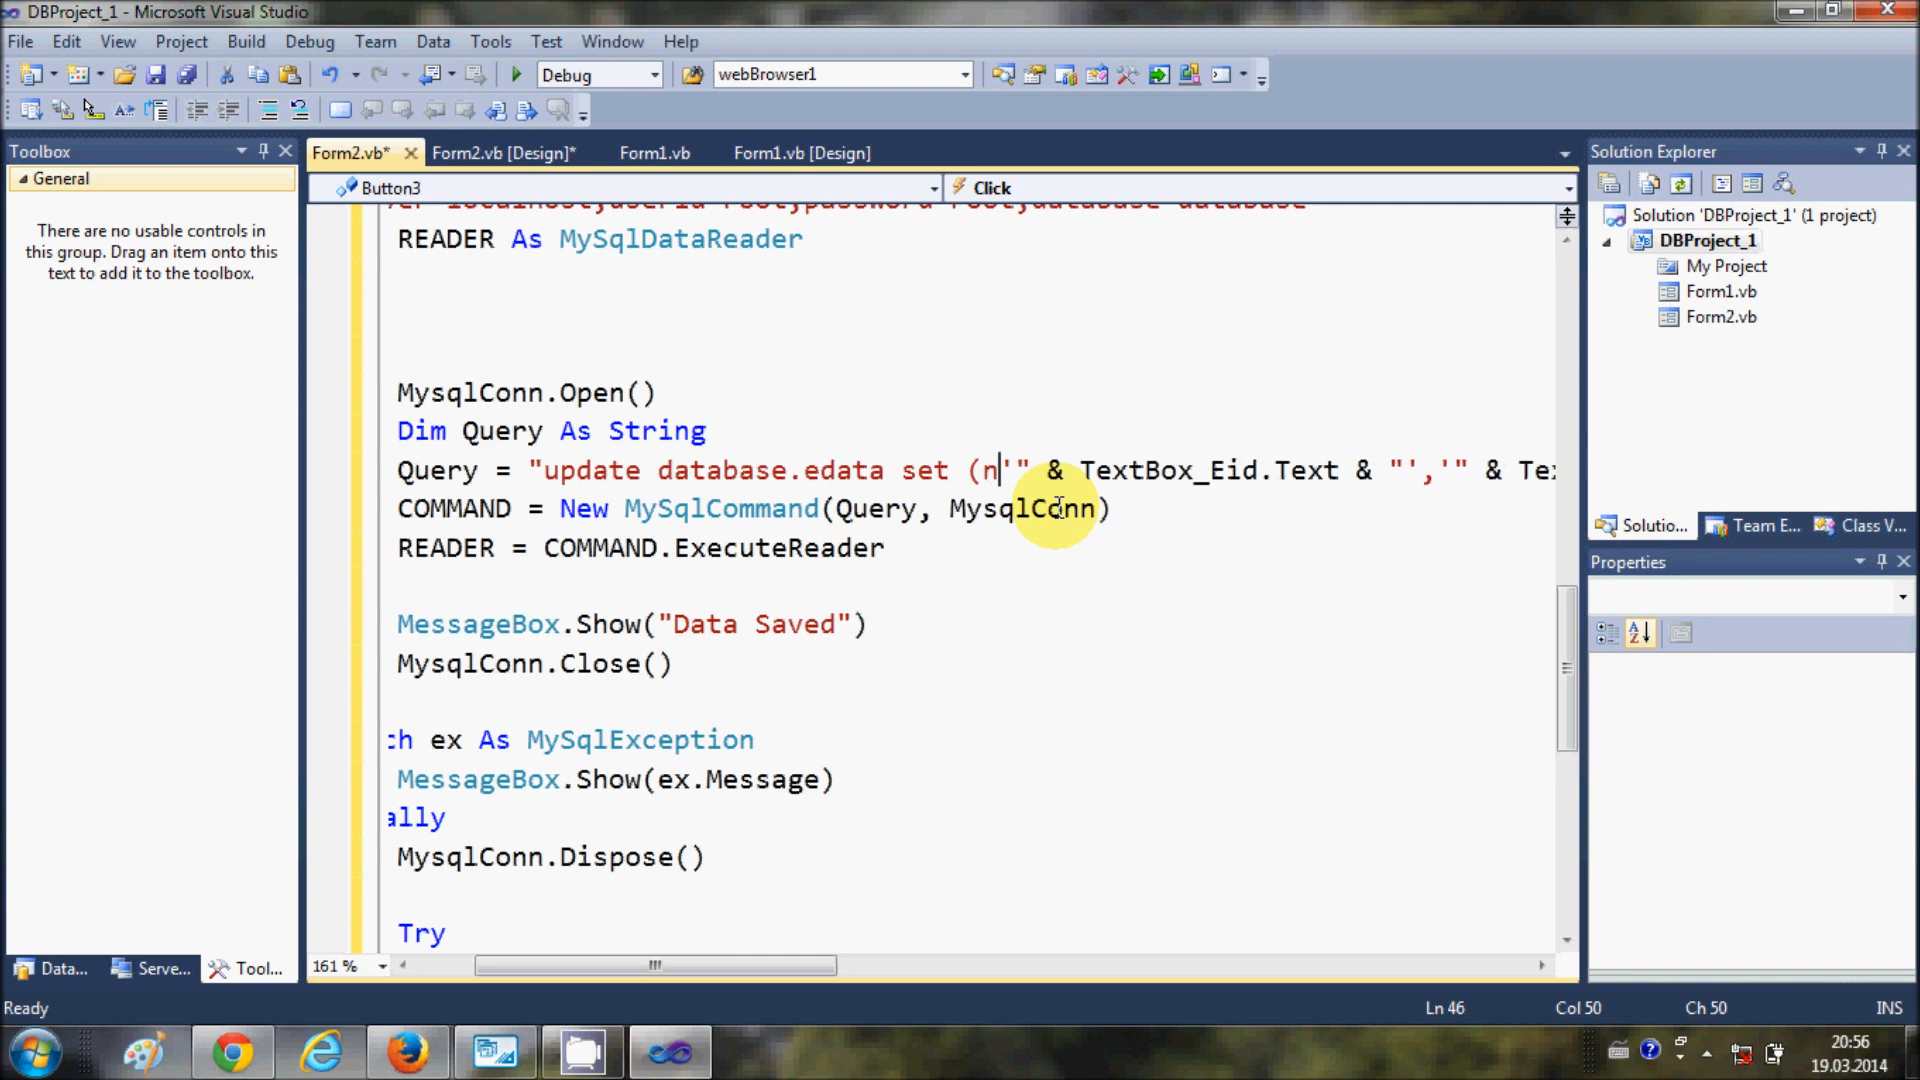 DBProject_1 - Microsoft Visual Studio
File Edit View Project Build Debug Team Data Tools Test Window Help
Debug webBrowser1
Toolbox
General
There are no usable controls in
this group. Drag an item onto this
text to add it to the toolbox.
Data... Serve... Tool...
Form2.vb* Form2.vb [Design]* Form1.vb Form1.vb [Design]
Button3 Click
READER As MySqlDataReader
MysqlConn.Open()
Dim Query As String
Query = "update database.edata set (n'" & TextBox_Eid.Text & "','" & Te
COMMAND = New MySqlCommand(Query, MysqlConn)
READER = COMMAND.ExecuteReader
MessageBox.Show("Data Saved")
MysqlConn.Close()
ch ex As MySqlException
MessageBox.Show(ex.Message)
ally
MysqlConn.Dispose()
Try
161 %
Solution Explorer
Solution 'DBProject_1' (1 project)
DBProject_1
My Project
Form1.vb
Form2.vb
Solutio... Team E... Class V...
Properties
Ready Ln 46 Col 50 Ch 50 INS
20:56
19.03.2014